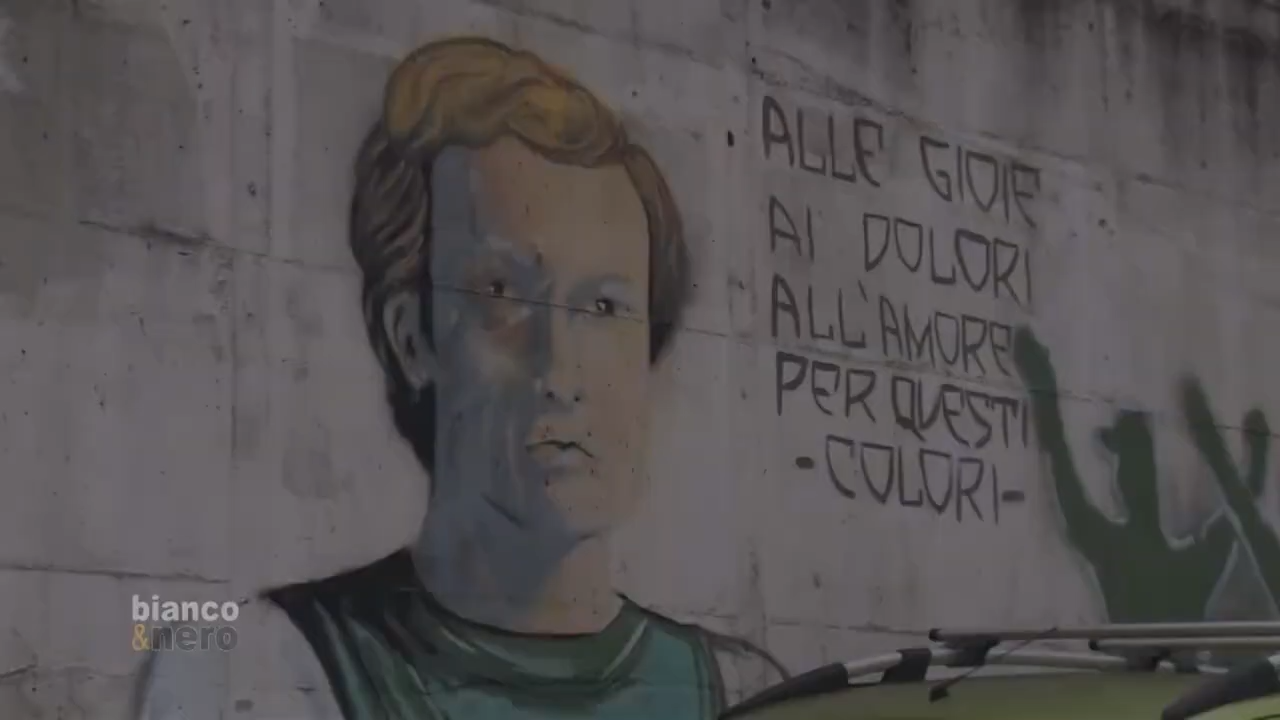 ALLE GIOIE
AI DOLORI
ALL'AMORE
PER QUESTI
-COLORI-
bianco
&nero